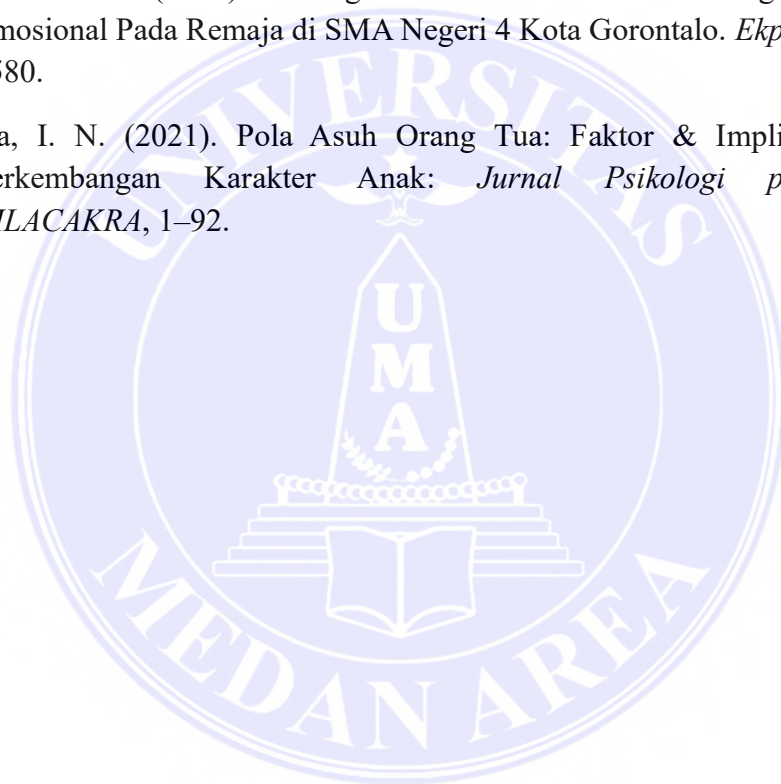 mosional Pada Remaja di SMA Negeri 4 Kota Gorontalo. Ekp
580.
a, I. N. (2021). Pola Asuh Orang Tua: Faktor & Impli
erkembangan Karakter Anak: Jurnal Psikologi p
ILACAKRA, 1–92.
UNIVERSITAS
U
M
A
MEDAN AREA